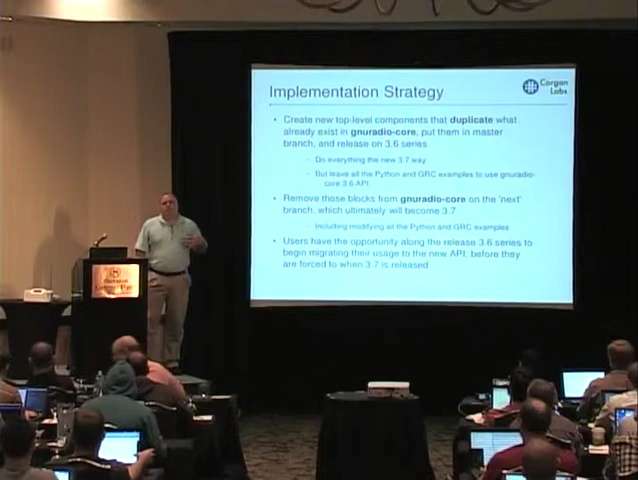 Implementation Strategy
Corgan
Labs
• Create new top-level components that duplicate what
already exist in gnuradio-core, put them in master
branch, and release on 3.6 series
– Do everything the new 3.7 way
– But leave all the Python and GRC examples to use gnuradio-
core 3.6 API
• Remove those blocks from gnuradio-core on the 'next'
branch, which ultimately will become 3.7
– Including modifying all the Python and GRC examples
• Users have the opportunity along the release 3.6 series to
begin migrating their usage to the new API, before they
are forced to when 3.7 is released